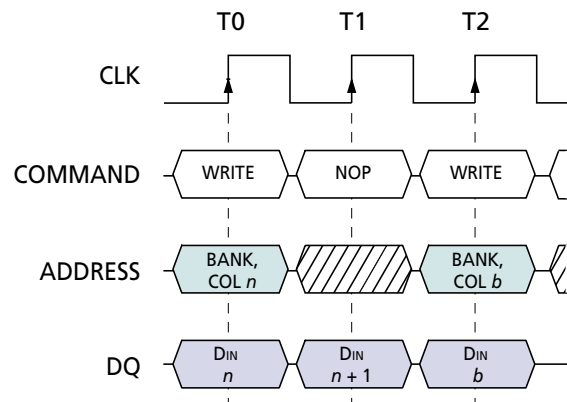 T0 T1 T2
CLK
COMMAND WRITE NOP WRITE
ADDRESS BANK, COL n BANK, COL b
DQ DIN n DIN n + 1 DIN b